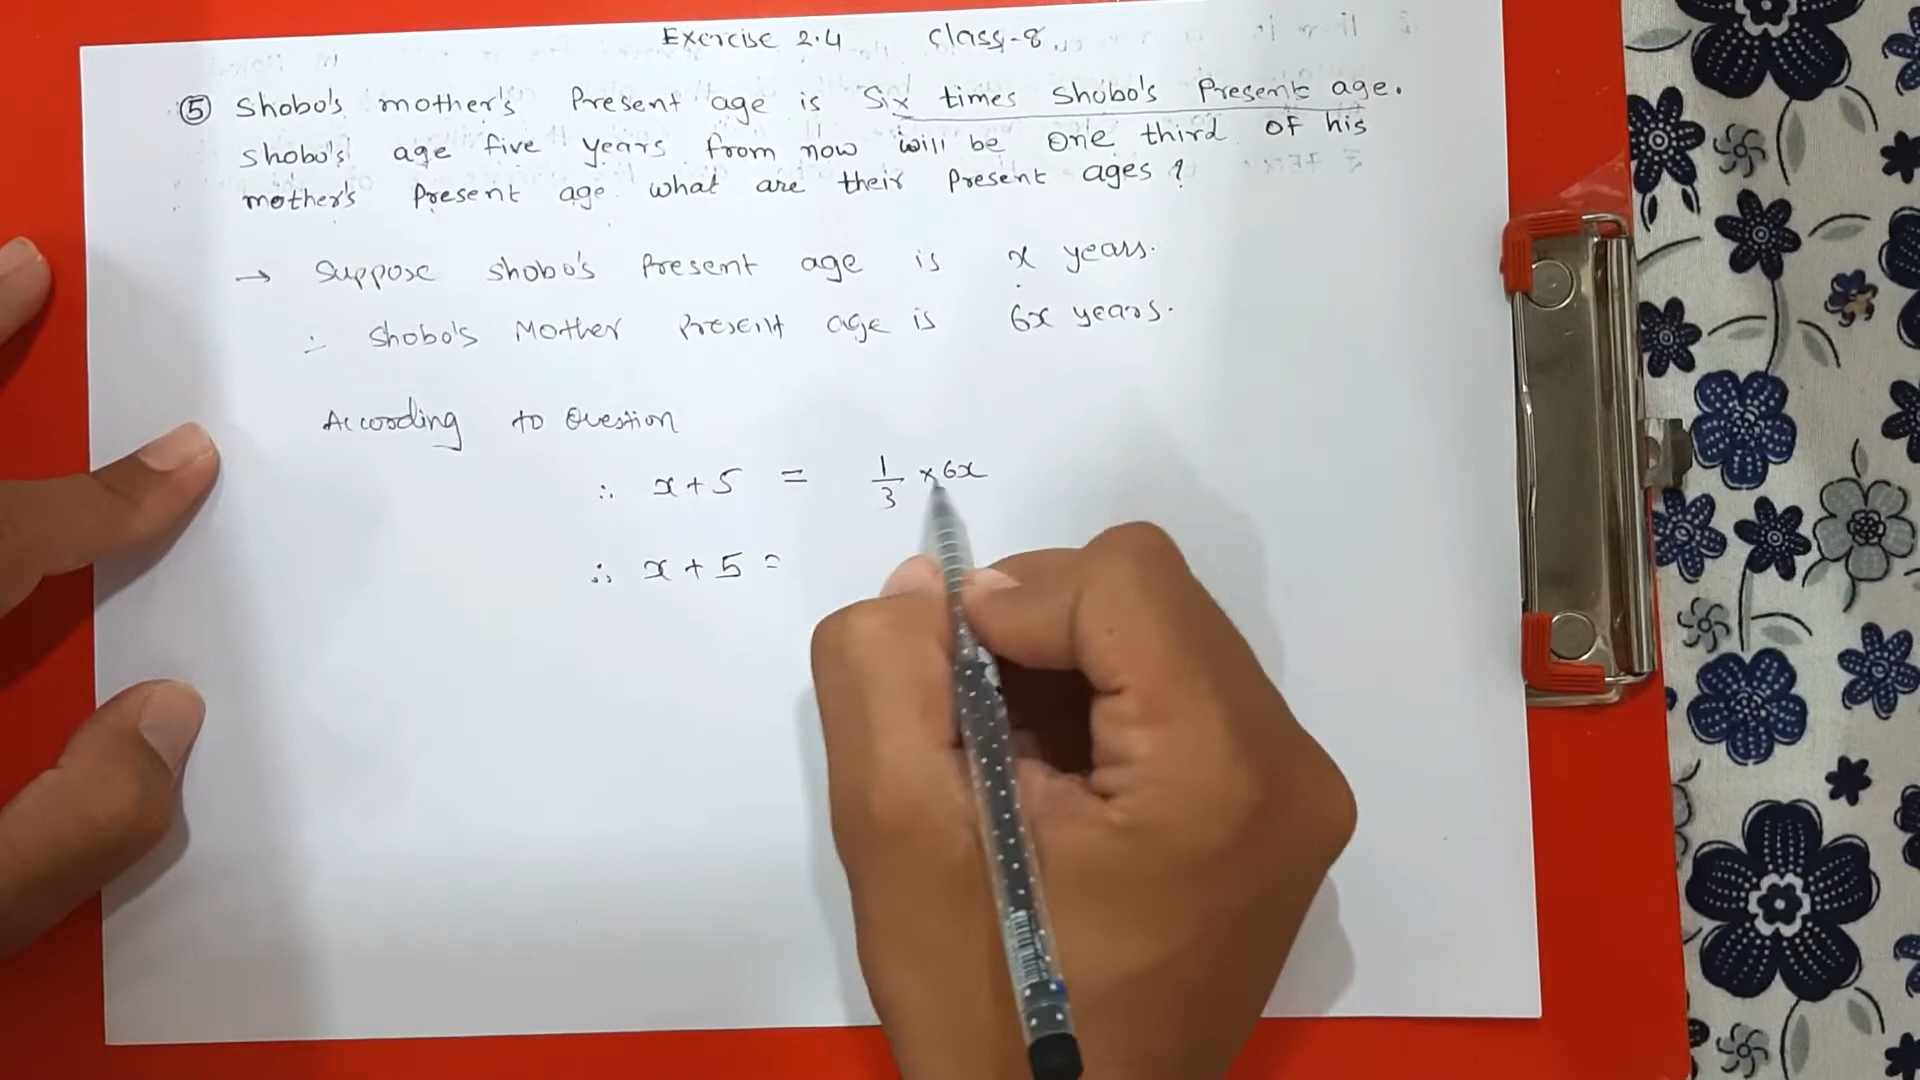 Exercise 2.4 Class-8
⑤ Shobo's mother's Present age is Six times Shobo's Present age.
Shobo's age five years from now will be one third of his
mother's Present age what are their Present ages ?
→ Suppose shobo's Present age is x years.
∴ Shobo's Mother Present age is 6x years.
According to Question
∴ x+5 = 1/3 × 6x
∴ x + 5 =